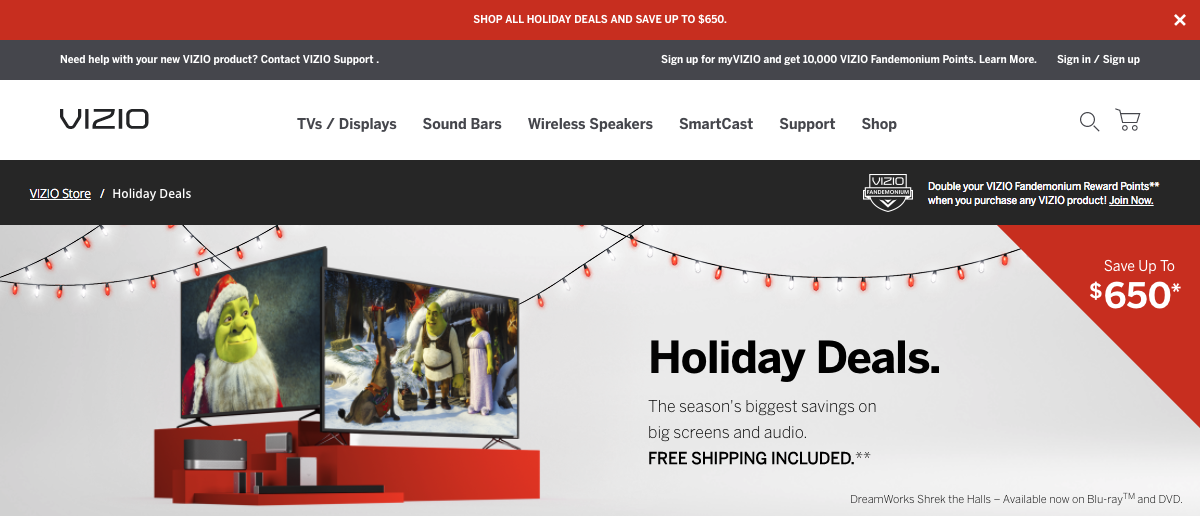 SHOP ALL HOLIDAY DEALS AND SAVE UP TO $650.
Need help with your new VIZIO product? Contact VIZIO Support .
Sign up for myVIZIO and get 10,000 VIZIO Fandemonium Points. Learn More.
Sign in / Sign up
VIZIO
TVs / Displays
Sound Bars
Wireless Speakers
SmartCast
Support
Shop
VIZIO Store / Holiday Deals
VIZIO
FANDEMONIUM
Double your VIZIO Fandemonium Reward Points**
when you purchase any VIZIO product! Join Now.
Save Up To
$650*
Holiday Deals.
The season's biggest savings on
big screens and audio.
FREE SHIPPING INCLUDED.**
DreamWorks Shrek the Halls – Available now on Blu-ray™ and DVD.